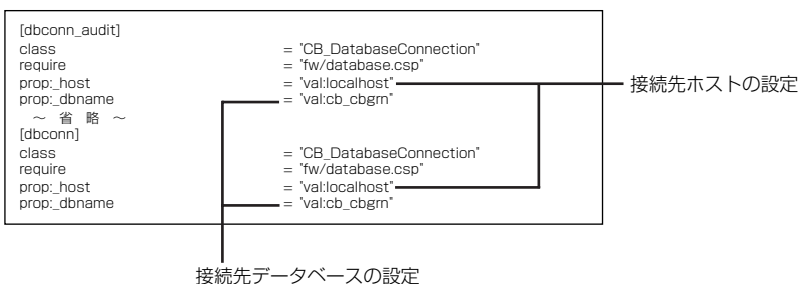 [dbconn_audit]
class = "CB_DatabaseConnection"
require = "fw/database.csp"
prop:_host = "val:localhost"
prop:_dbname = "val:cb_cbgrn"
～ 省 略 ～
[dbconn]
class = "CB_DatabaseConnection"
require = "fw/database.csp"
prop:_host = "val:localhost"
prop:_dbname = "val:cb_cbgrn"
接続先ホストの設定
接続先データベースの設定